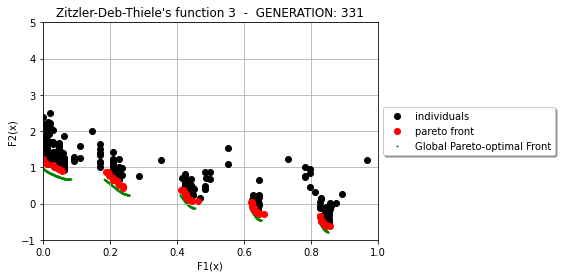 Zitzler-Deb-Thiele's function 3 - GENERATION: 331
5
4
3
2
1
0
−1
F2(x)
0.0 0.2 0.4 0.6 0.8 1.0
F1(x)
individuals
pareto front
Global Pareto-optimal Front